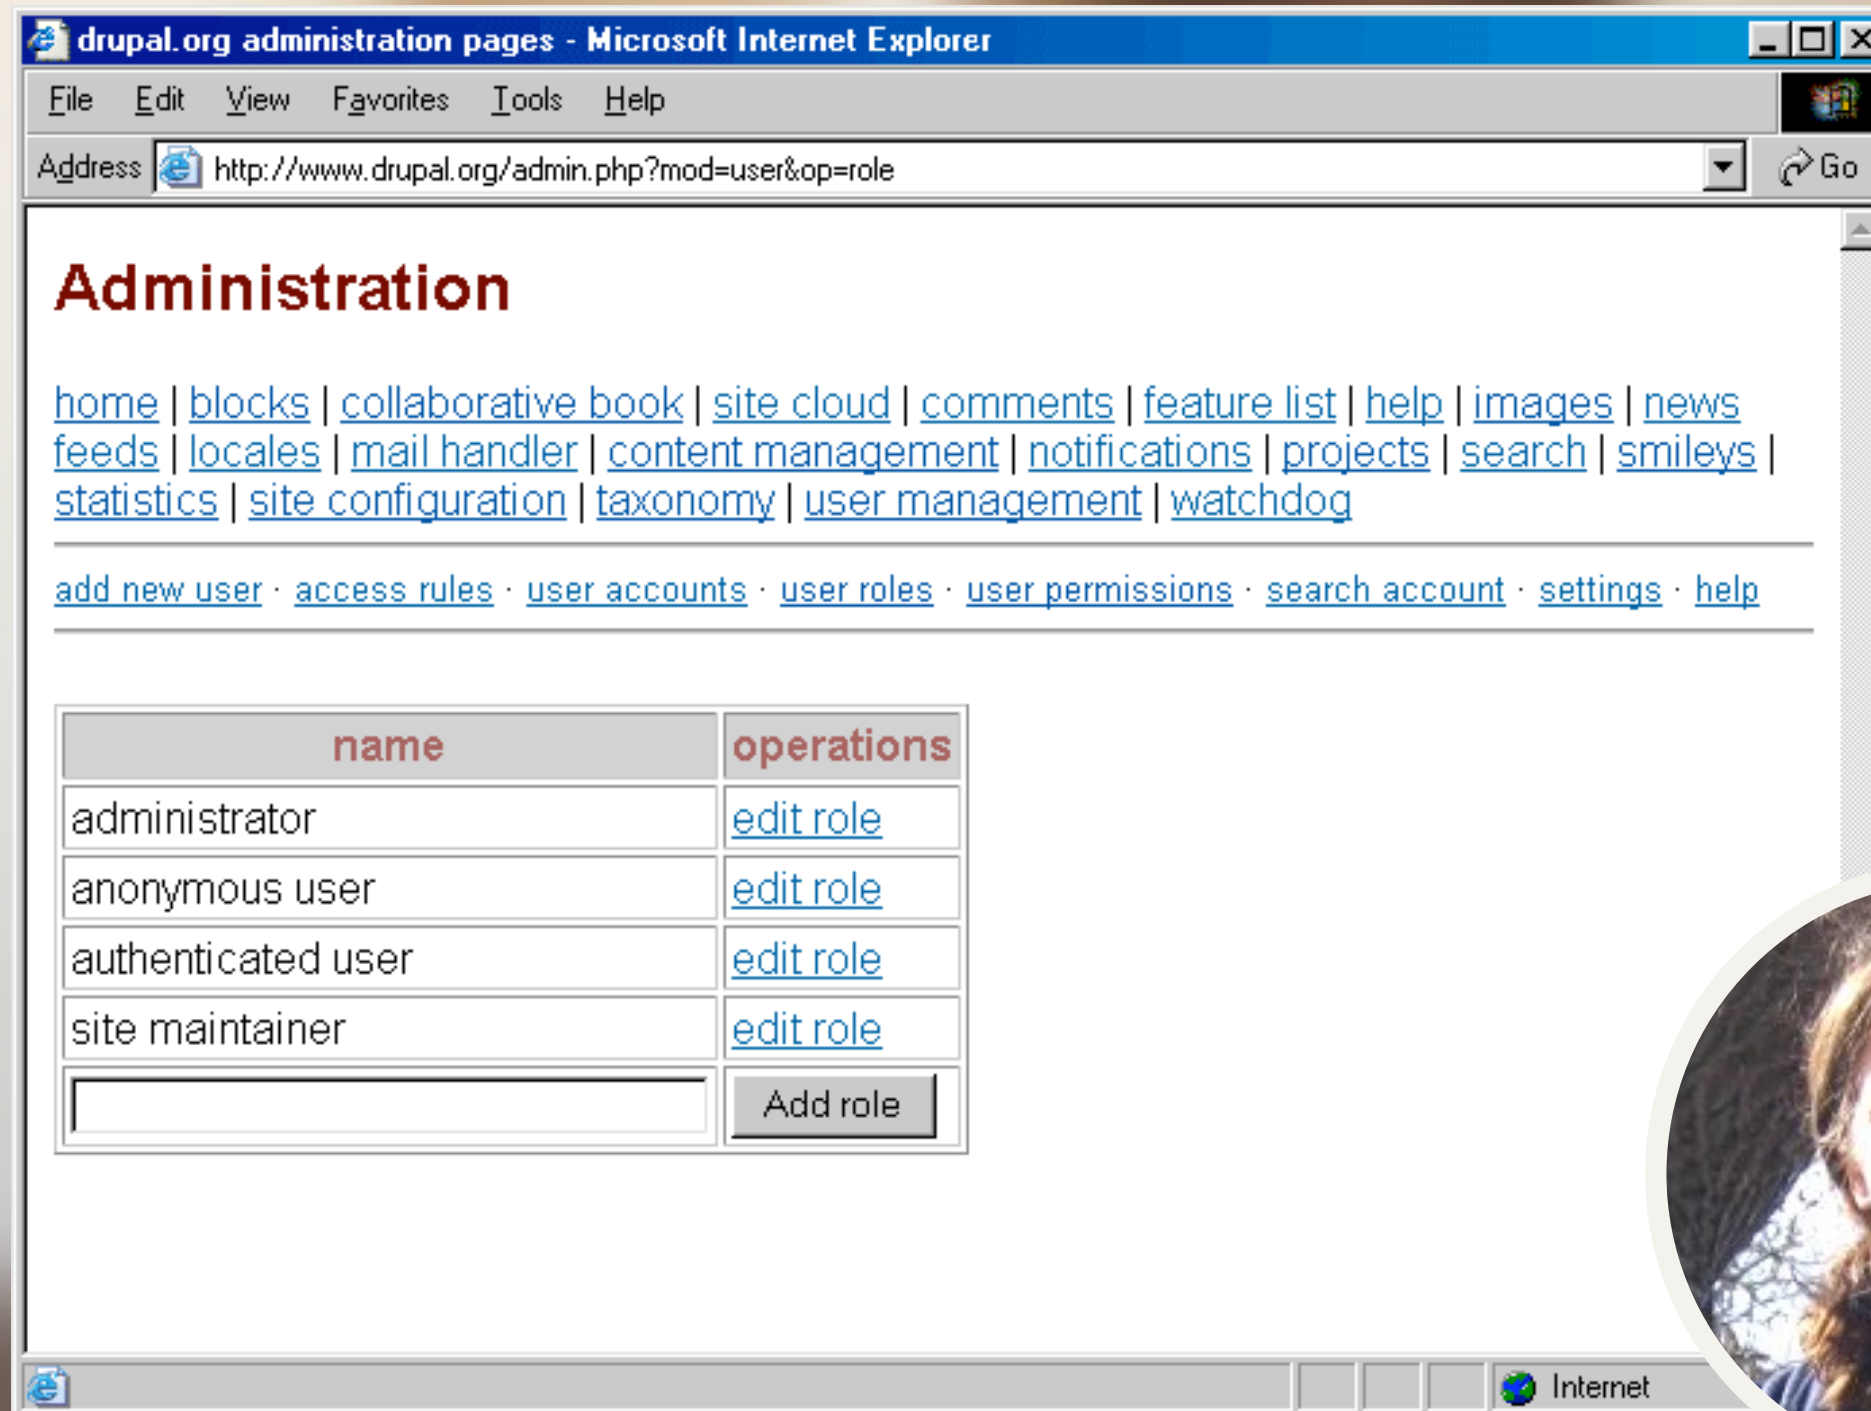 drupal.org administration pages - Microsoft Internet Explorer
File Edit View Favorites Tools Help
Address http://www.drupal.org/admin.php?mod=user&op=role Go
Administration
home | blocks | collaborative book | site cloud | comments | feature list | help | images | news
feeds | locales | mail handler | content management | notifications | projects | search | smileys |
statistics | site configuration | taxonomy | user management | watchdog
add new user · access rules · user accounts · user roles · user permissions · search account · settings · help
name operations
administrator edit role
anonymous user edit role
authenticated user edit role
site maintainer edit role
Add role
Internet